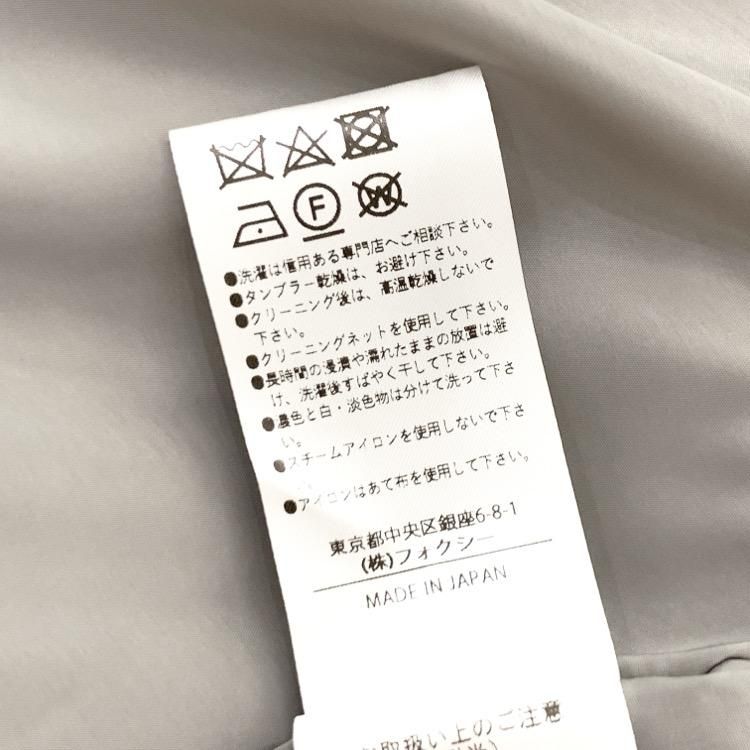 F
W
●洗濯は信用ある専門店へご相談下さい。
●タンブラー乾燥は、お避け下さい。
●クリーニング後は、高温乾燥しないで
下さい。
●クリーニングネットを使用して下さい。
●長時間の浸漬や濡れたままの放置は避
け、洗濯後すばやく干して下さい。
●濃色と白・淡色物は分けて洗って下さ
い。
●スチームアイロンを使用しないで下さ
●アイロンはあて布を使用して下さい。
東京都中央区銀座6-8-1
(株)フォクシー
MADE IN JAPAN
取扱い上のご注意